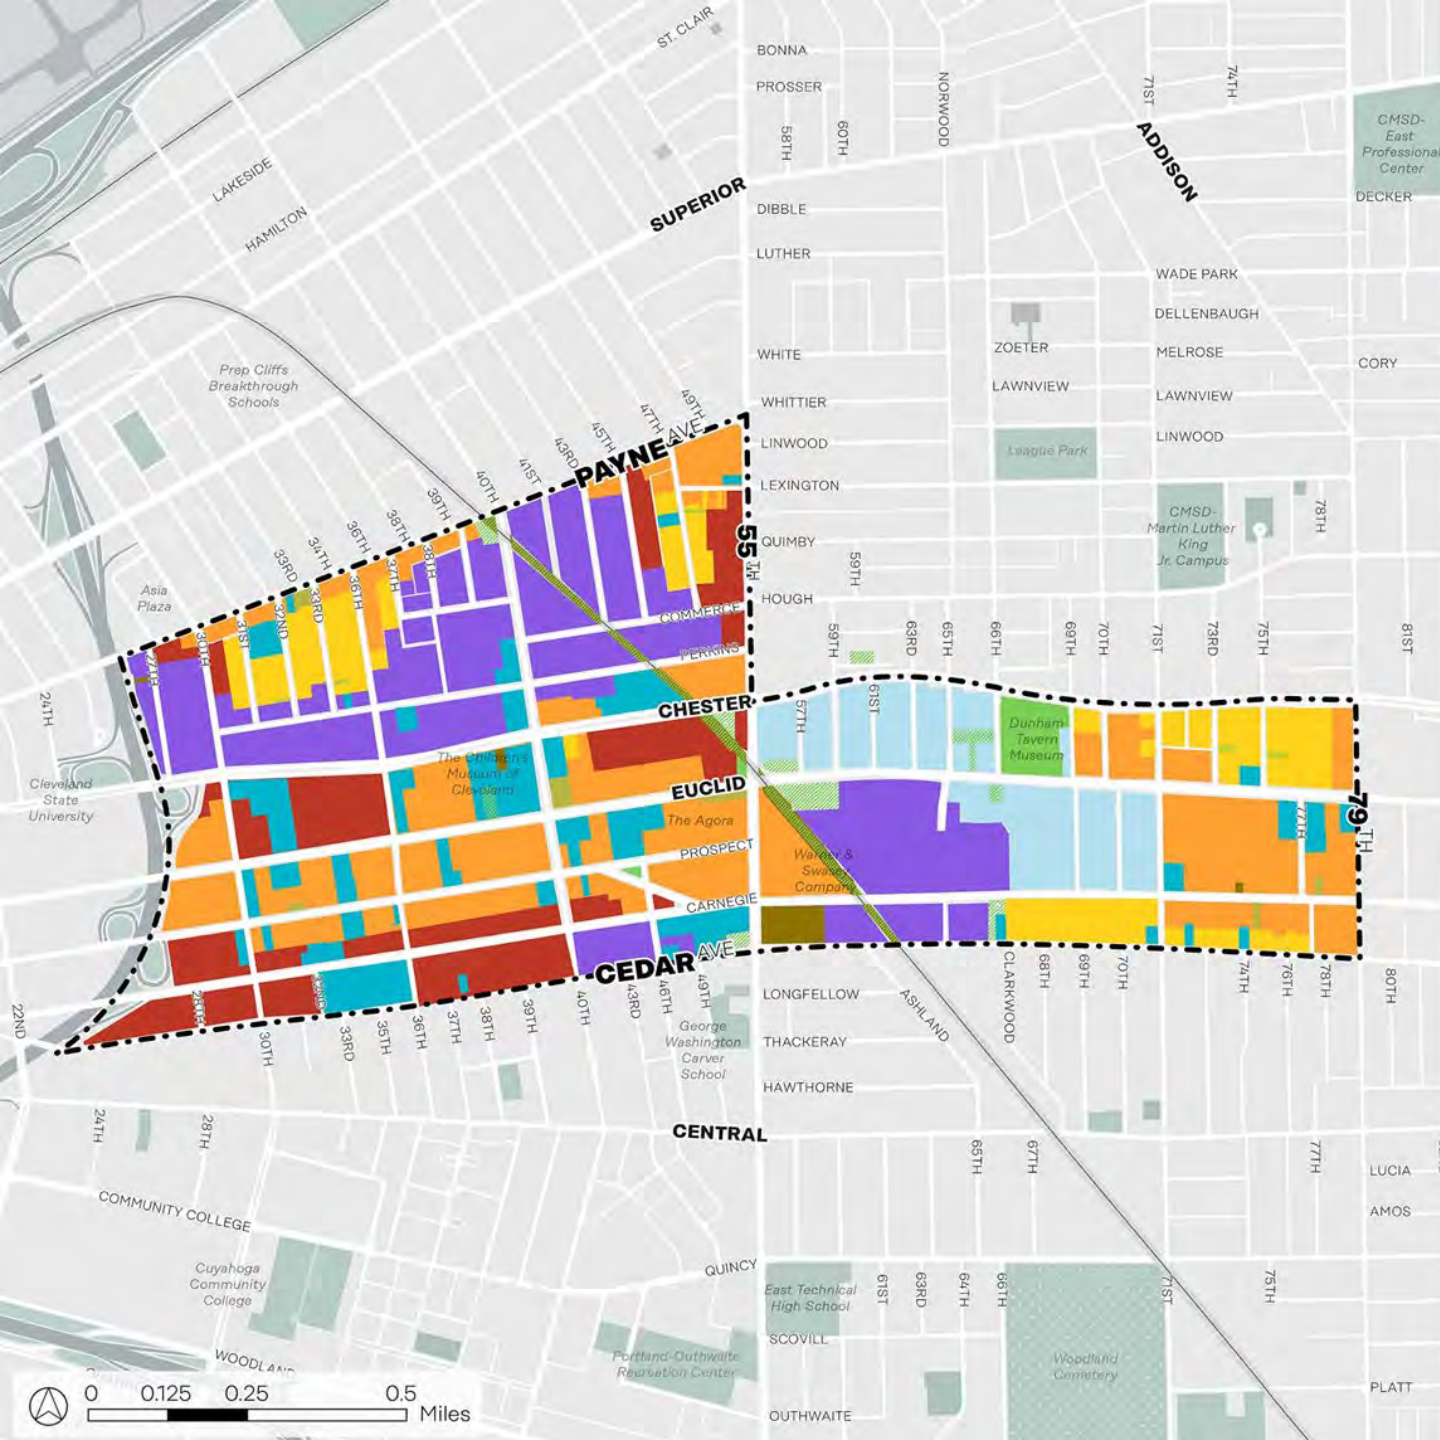 ST. CLAIR
BONNA
PROSSER
58TH
60TH
NORWOOD
71ST
74TH
ADDISON
CMSD-
East
Professional
Center
DECKER
LAKESIDE
HAMILTON
SUPERIOR
DIBBLE
LUTHER
WADE PARK
DELLENBAUGH
ZOETER
MELROSE
CORY
WHITE
LAWNVIEW
LAWNVIEW
Prep Cliffs
Breakthrough
Schools
WHITTIER
LINWOOD
LINWOOD
League Park
LEXINGTON
49TH
47TH
45TH
43RD
41ST
40TH
39TH
38TH
36TH
34TH
33RD
PAYNE AVE
CMSD-
Martin Luther
King
Jr. Campus
78TH
55TH
QUIMBY
59TH
HOUGH
Asia
Plaza
38TH
37TH
36TH
33RD
32ND
31ST
30TH
27TH
COMMERCE
PERKINS
59TH
63RD
65TH
66TH
69TH
70TH
71ST
73RD
75TH
81ST
24TH
CHESTER
57TH
61ST
Dunham
Tavern
Museum
The Children's
Museum of
Cleveland
EUCLID
Cleveland
State
University
The Agora
PROSPECT
Warner &
Swasey
Company
77TH
79TH
CARNEGIE
CEDAR AVE
22ND
28TH
32ND
30TH
33RD
35TH
36TH
37TH
38TH
39TH
40TH
43RD
46TH
49TH
LONGFELLOW
ASHLAND
CLARKWOOD
68TH
69TH
70TH
74TH
76TH
78TH
80TH
George
Washington
Carver
School
THACKERAY
HAWTHORNE
24TH
28TH
CENTRAL
65TH
67TH
77TH
LUCIA
AMOS
COMMUNITY COLLEGE
Cuyahoga
Community
College
QUINCY
East Technical
High School
61ST
63RD
64TH
66TH
71ST
75TH
SCOVILL
WOODLAND
Portland-Outhwaite
Recreation Center
Woodland
Cemetery
PLATT
OUTHWAITE
0 0.125 0.25 0.5
Miles